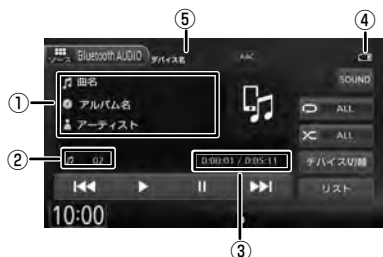 ⑤
④
ソース Bluetooth AUDIO デバイス名 AAC
① 曲名
アルバム名
アーティスト
SOUND
ALL
ALL
② 02
0:00:01 / 0:05:11
デバイス切替
リスト
10:00
③